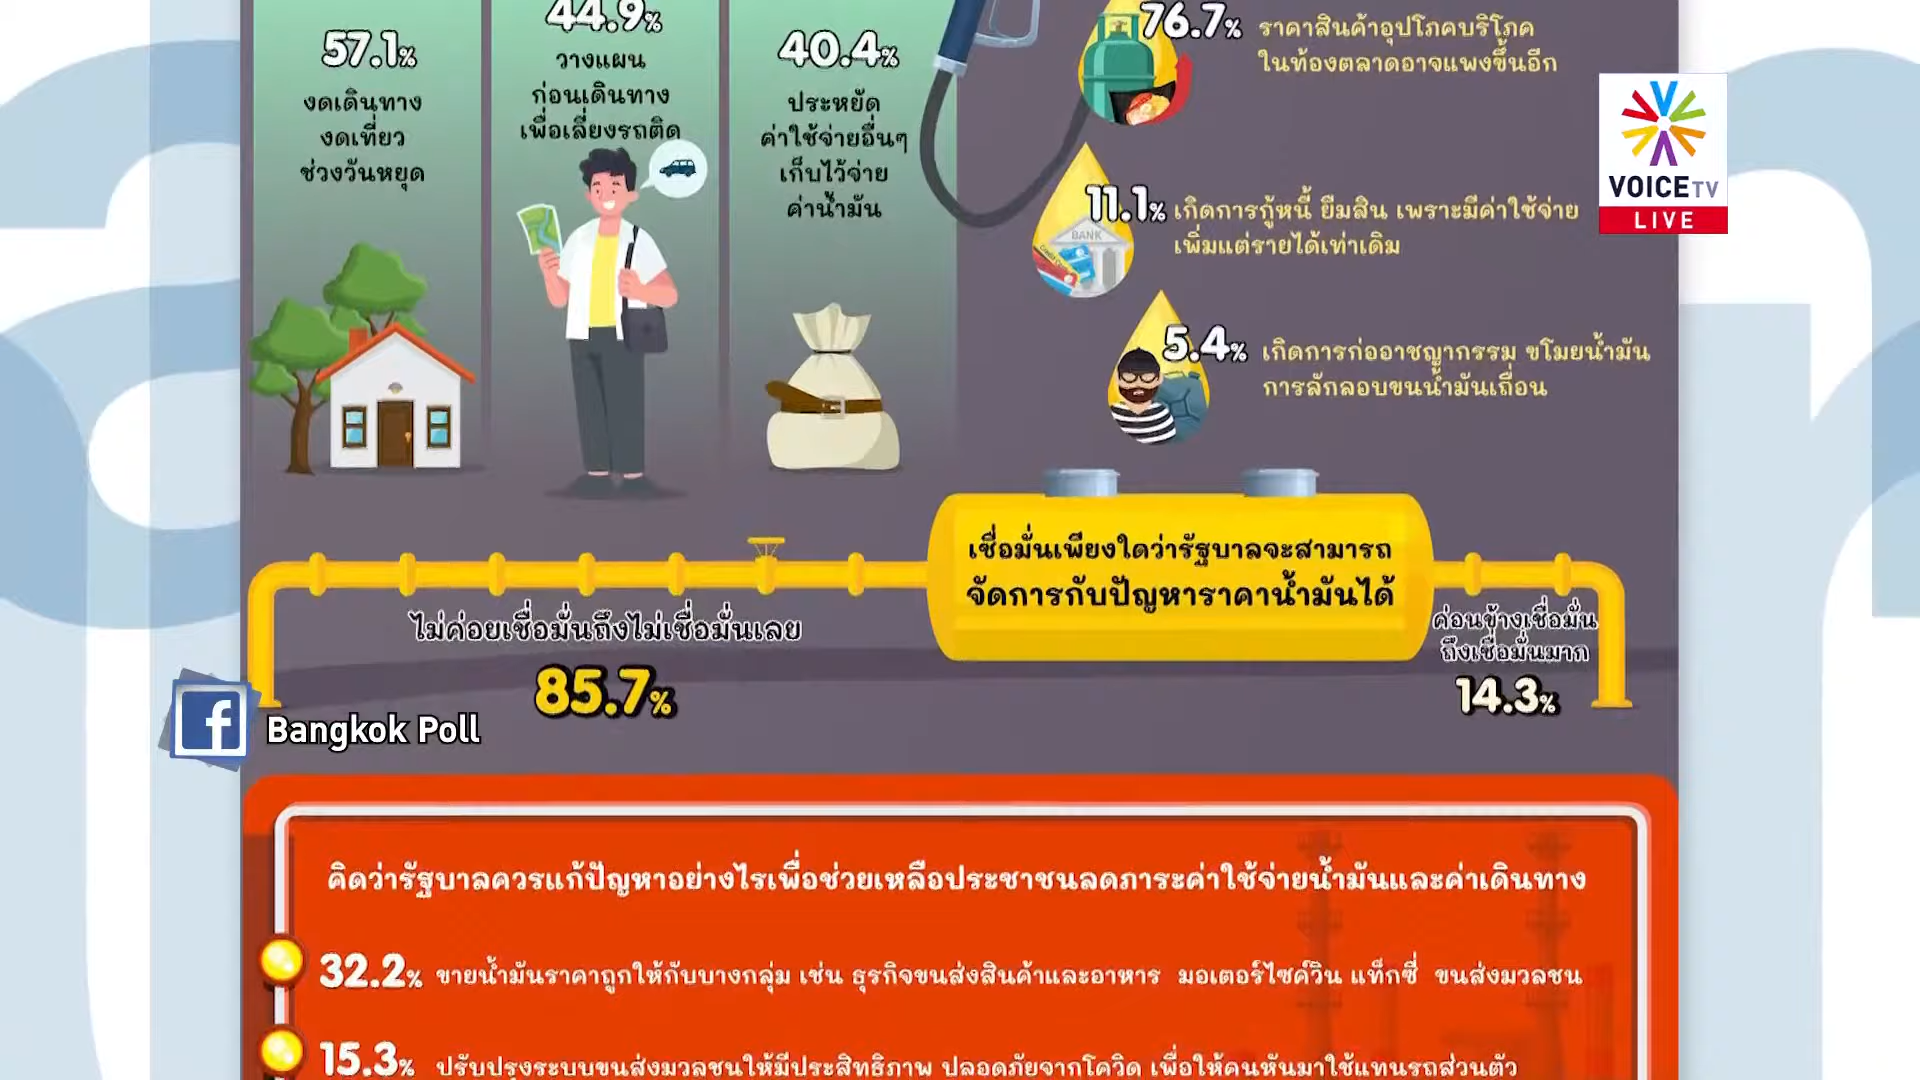 57.1%
งดเดินทาง
งดเที่ยว
ช่วงวันหยุด
44.9%
วางแผน
ก่อนเดินทาง
เพื่อเลี่ยงรถติด
40.4%
ประหยัด
ค่าใช้จ่ายอื่นๆ
เก็บไว้จ่าย
ค่าน้ำมัน
76.7% ราคาสินค้าอุปโภคบริโภค
ในท้องตลาดอาจแพงขึ้นอีก
11.1% เกิดการกู้หนี้ ยืมสิน เพราะมีค่าใช้จ่าย
เพิ่มแต่รายได้เท่าเดิม
BANK
5.4% เกิดการก่ออาชญากรรม ขโมยน้ำมัน
การลักลอบขนน้ำมันเถื่อน
VOICE TV
LIVE
เชื่อมั่นเพียงใดว่ารัฐบาลจะสามารถ
จัดการกับปัญหาราคาน้ำมันได้
ไม่ค่อยเชื่อมั่นถึงไม่เชื่อมั่นเลย
85.7%
ค่อนข้างเชื่อมั่น
ถึงเชื่อมั่นมาก
14.3%
f Bangkok Poll
คิดว่ารัฐบาลควรแก้ปัญหาอย่างไรเพื่อช่วยเหลือประชาชนลดภาระค่าใช้จ่ายน้ำมันและค่าเดินทาง
32.2% ขายน้ำมันราคาถูกให้กับบางกลุ่ม เช่น ธุรกิจขนส่งสินค้าและอาหาร มอเตอร์ไซค์วิน แท็กซี่ ขนส่งมวลชน
15.3% ปรับปรุงระบบขนส่งมวลชนให้มีประสิทธิภาพ ปลอดภัยจากโควิด เพื่อให้คนหันมาใช้แทนรถส่วนตัว